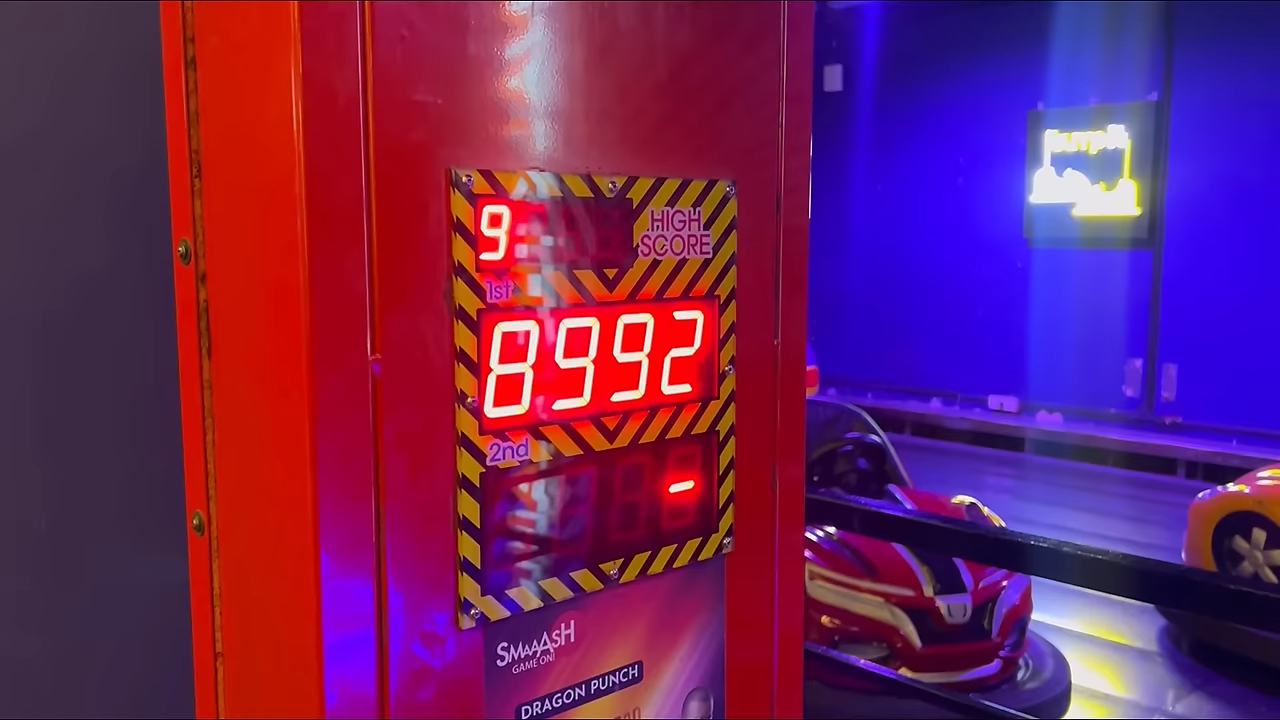 9
HIGH
SCORE
1st
8992
2nd
-
SMAAASH
GAME ON!
DRAGON PUNCH